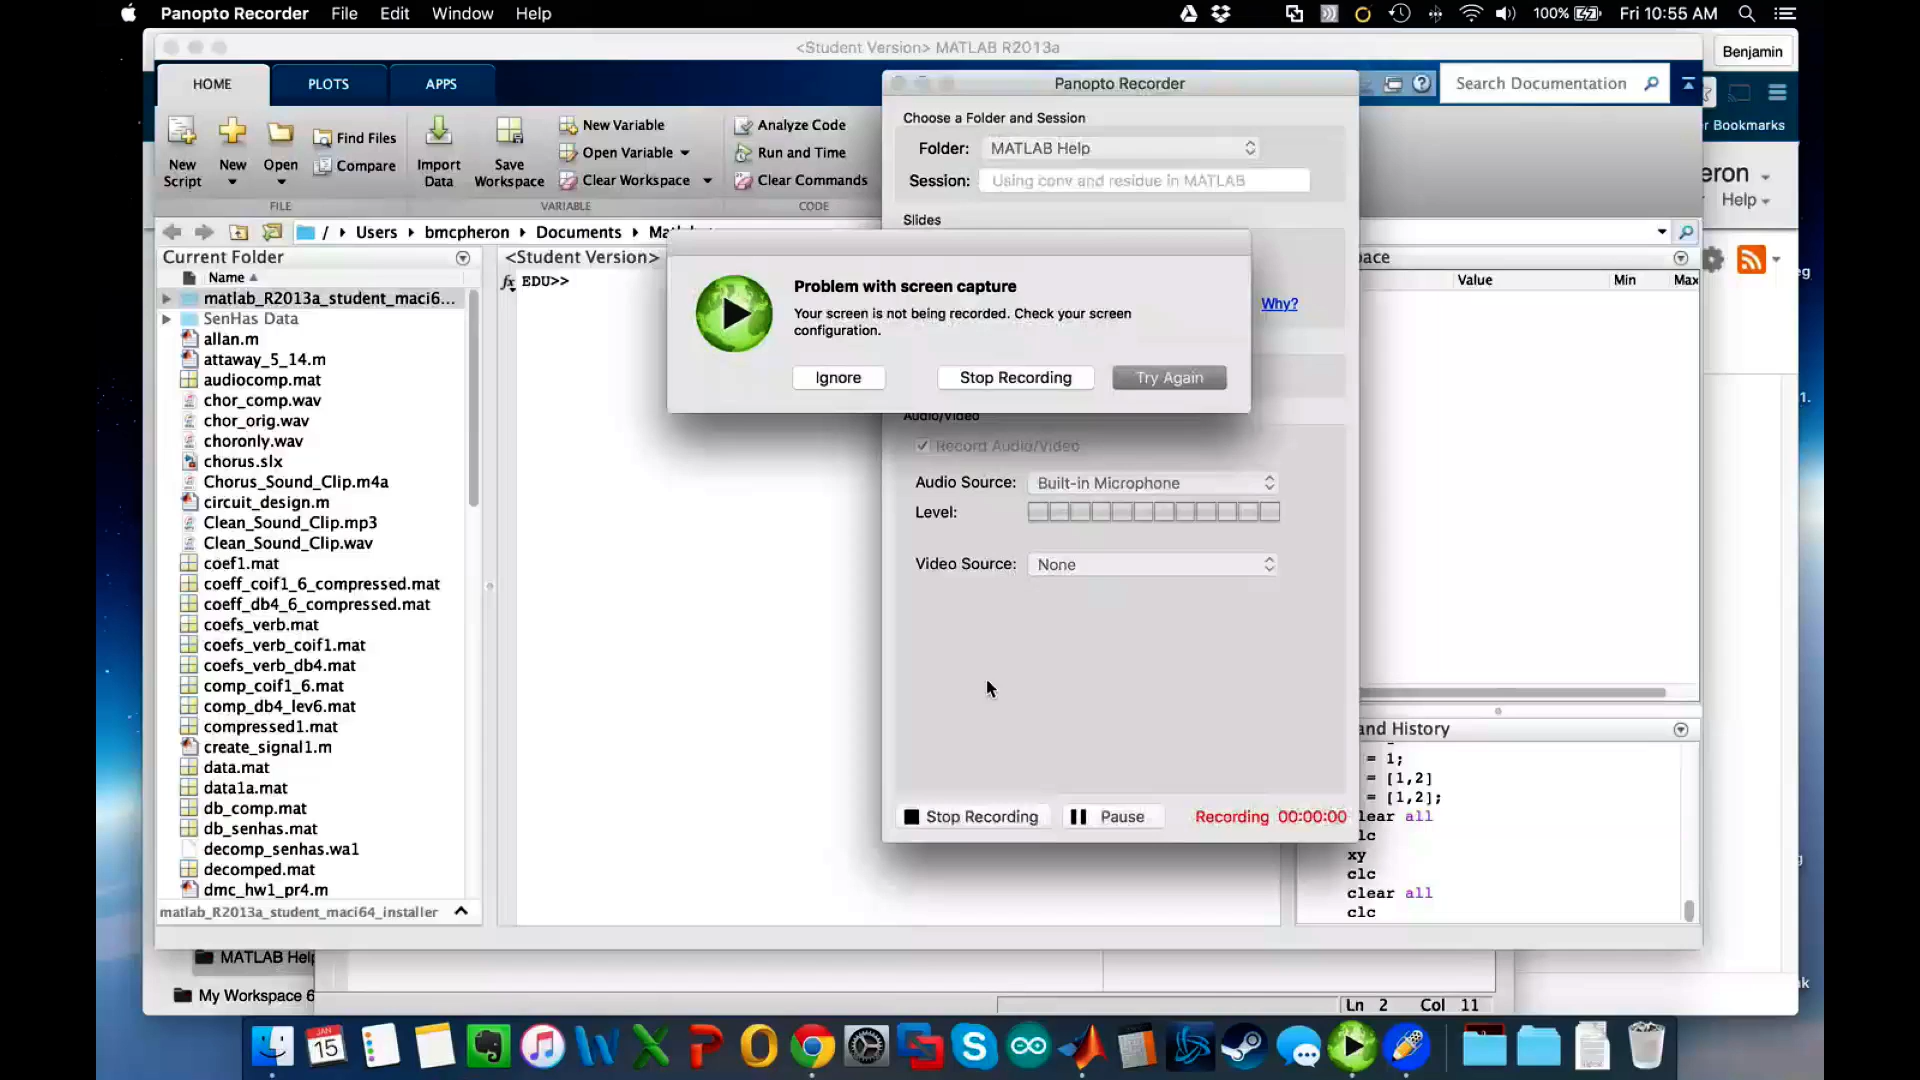 Panopto Recorder File Edit Window Help 100% Fri 10:55 AM
<Student Version> MATLAB R2013a
Benjamin
HOME PLOTS APPS
Search Documentation
Bookmarks
New Script
New
Open
Find Files
Compare
FILE
Import Data
Save Workspace
New Variable
Open Variable
Clear Workspace
VARIABLE
Analyze Code
Run and Time
Clear Commands
CODE
Help
/ Users bmcpheron Documents
Current Folder
Name
matlab_R2013a_student_maci6...
SenHas Data
allan.m
attaway_5_14.m
audiocomp.mat
chor_comp.wav
chor_orig.wav
choronly.wav
chorus.slx
Chorus_Sound_Clip.m4a
circuit_design.m
Clean_Sound_Clip.mp3
Clean_Sound_Clip.wav
coef1.mat
coeff_coif1_6_compressed.mat
coeff_db4_6_compressed.mat
coefs_verb.mat
coefs_verb_coif1.mat
coefs_verb_db4.mat
comp_coif1_6.mat
comp_db4_lev6.mat
compressed1.mat
create_signal1.m
data.mat
data1a.mat
db_comp.mat
db_senhas.mat
decomp_senhas.wa1
decomped.mat
dmc_hw1_pr4.m
matlab_R2013a_student_maci64_installer
<Student Version>
fx EDU>>
Panopto Recorder
Choose a Folder and Session
Folder: MATLAB Help
Session: Using conv and residue in MATLAB
Slides
Why?
Problem with screen capture
Your screen is not being recorded. Check your screen
configuration.
Ignore Stop Recording Try Again
Audio/Video
Record Audio/Video
Audio Source: Built-in Microphone
Level:
Video Source: None
Stop Recording Pause Recording 00:00:00
Value Min Max
and History
= 1;
= [1,2]
= [1,2];
lear all
lc
xy
clc
clear all
clc
MATLAB Help
My Workspace 6
Ln 2 Col 11
JAN
15